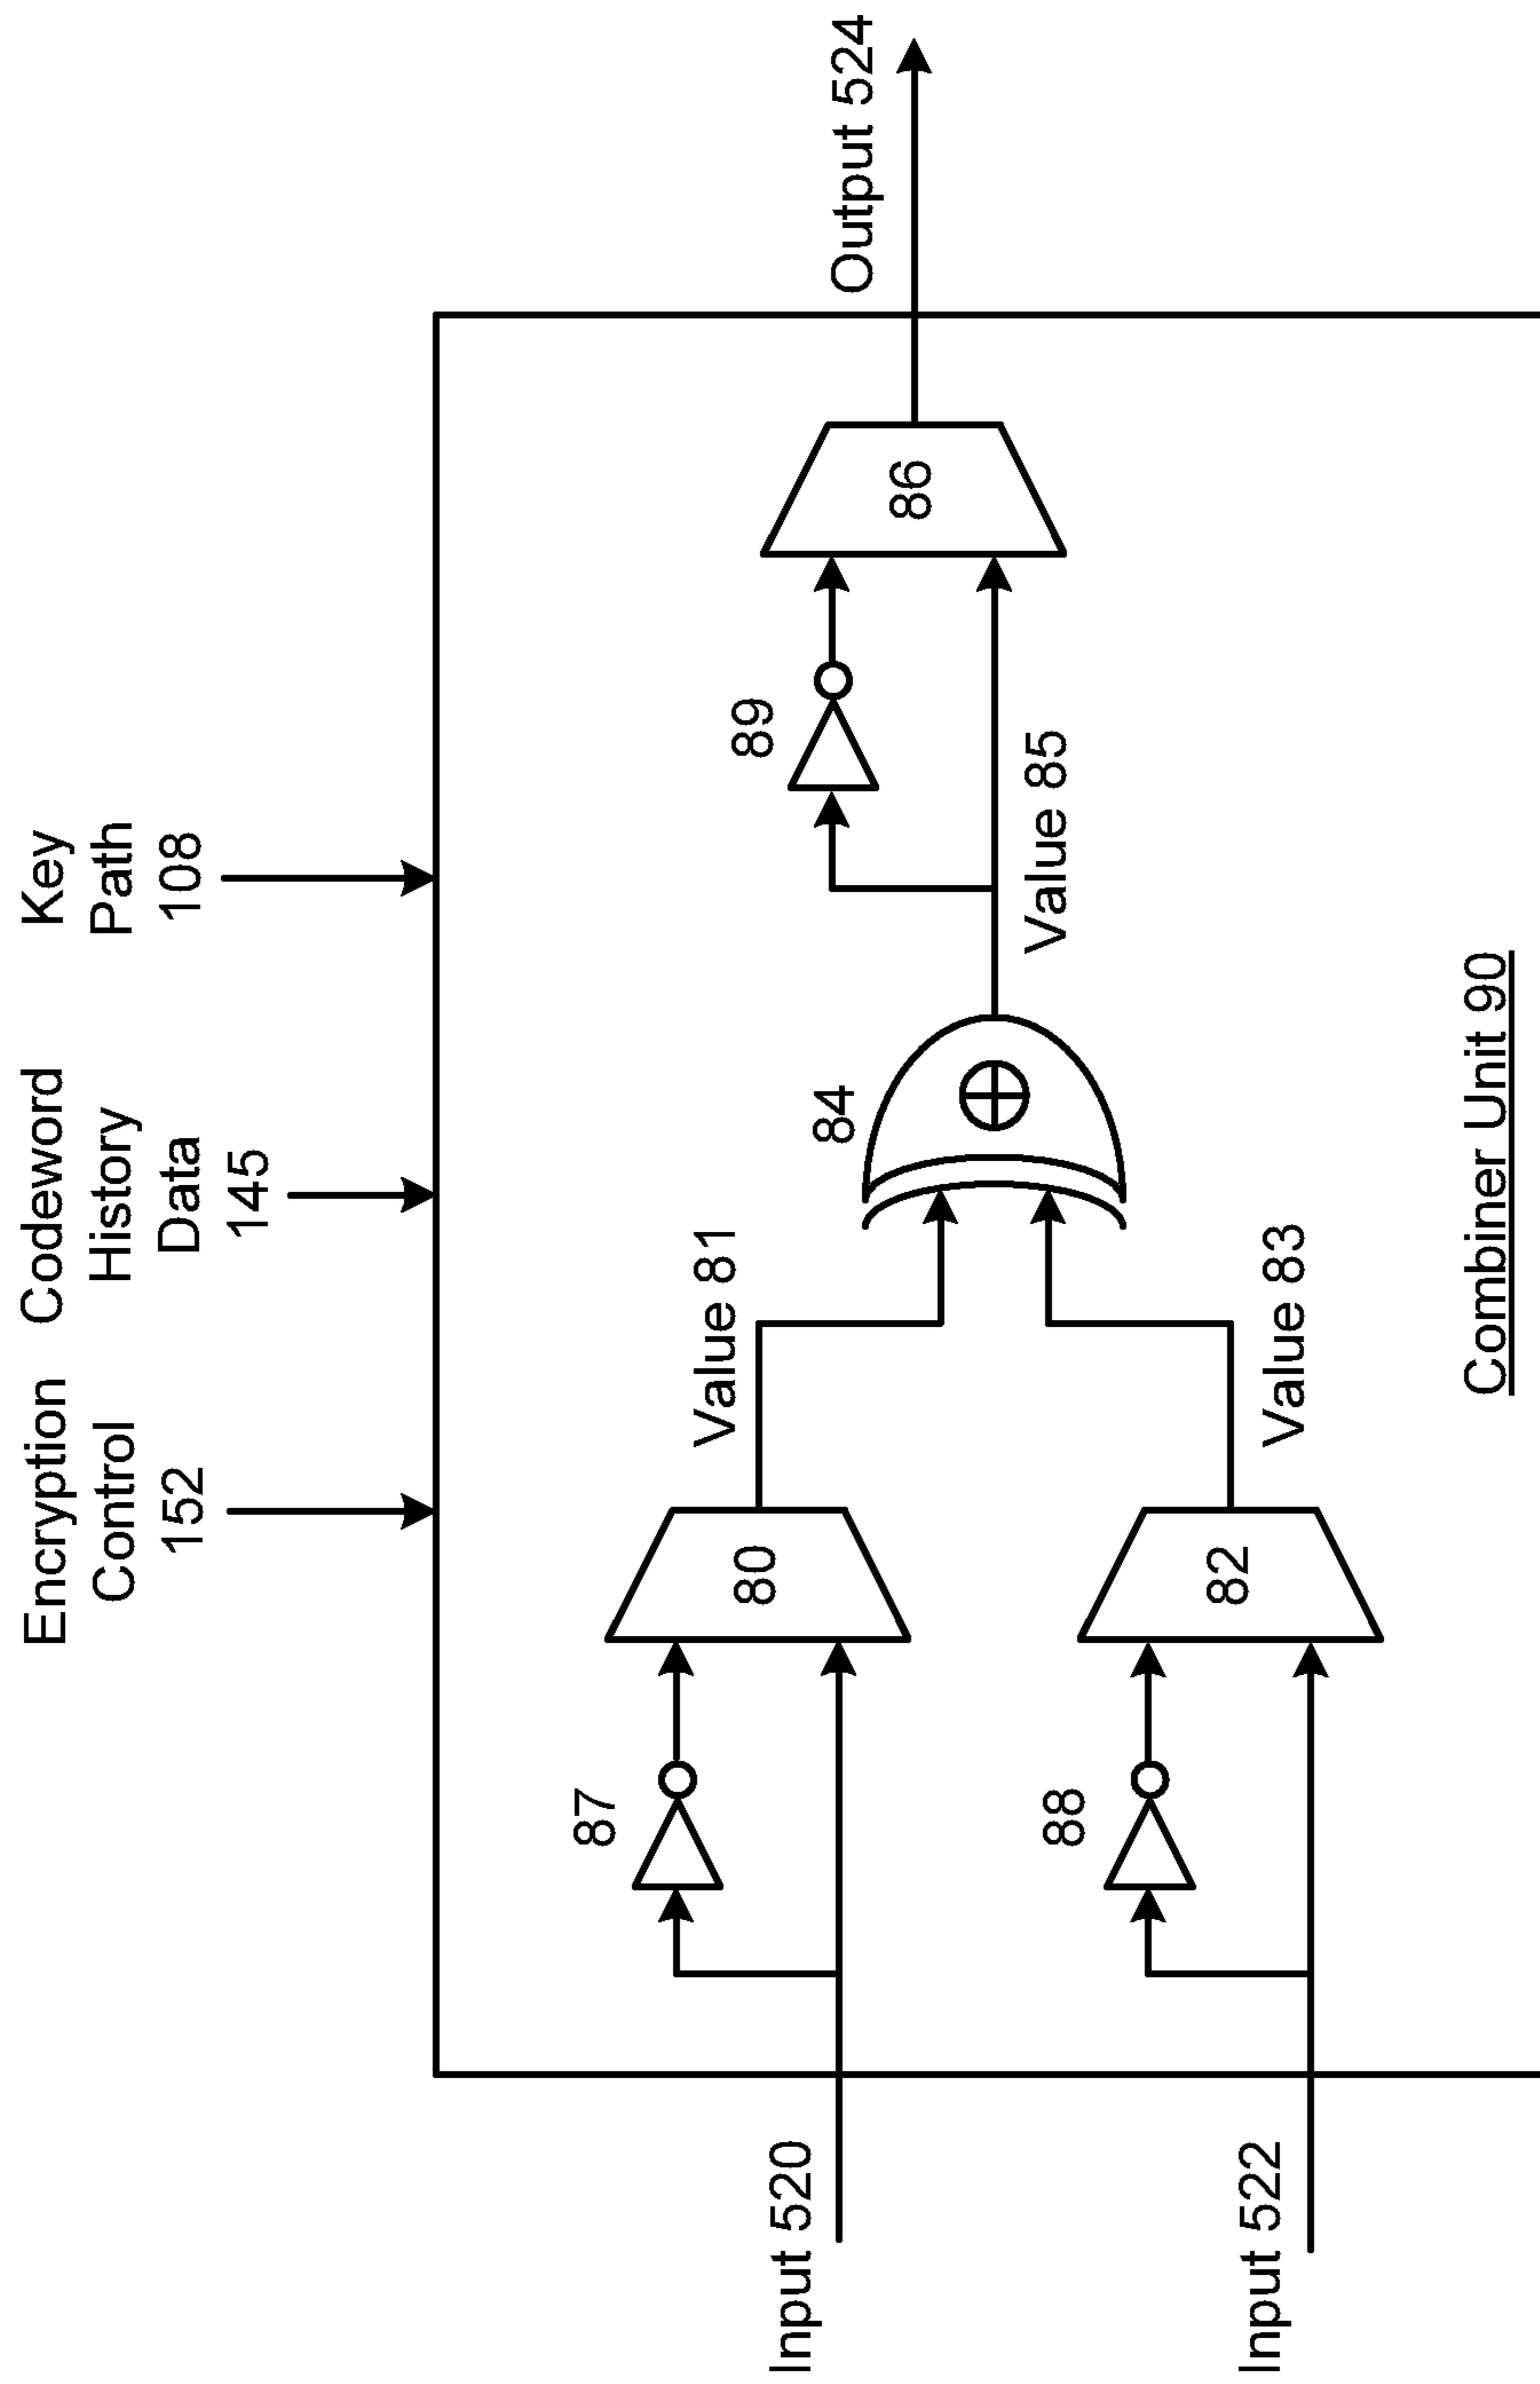 Encryption
Control
152
Codeword
History
Data
145
Key
Path
108
Input 520
87
80
Value 81
84
89
86
Output 524
Value 85
Input 522
88
82
Value 83
Combiner Unit 90